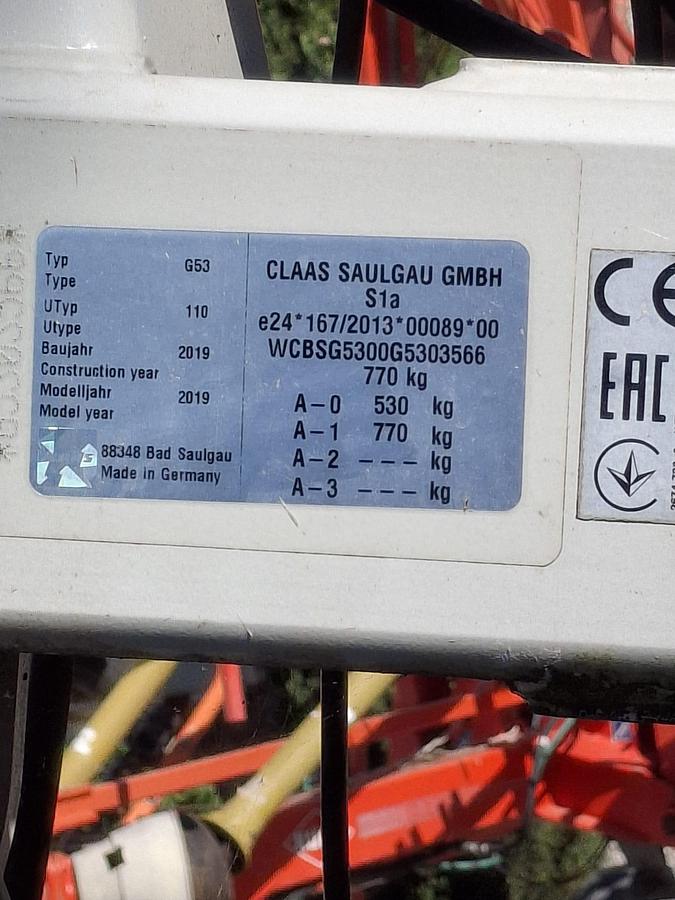 Typ
Type
G53
UTyp
Utype
110
Baujahr
Construction year
2019
Modelljahr
Model year
2019
S
88348 Bad Saulgau
Made in Germany
CLAAS SAULGAU GMBH
S1a
e24*167/2013*00089*00
WCBSG5300G5303566
770 kg
A-0 530 kg
A-1 770 kg
A-2 --- kg
A-3 --- kg
CE
EAC